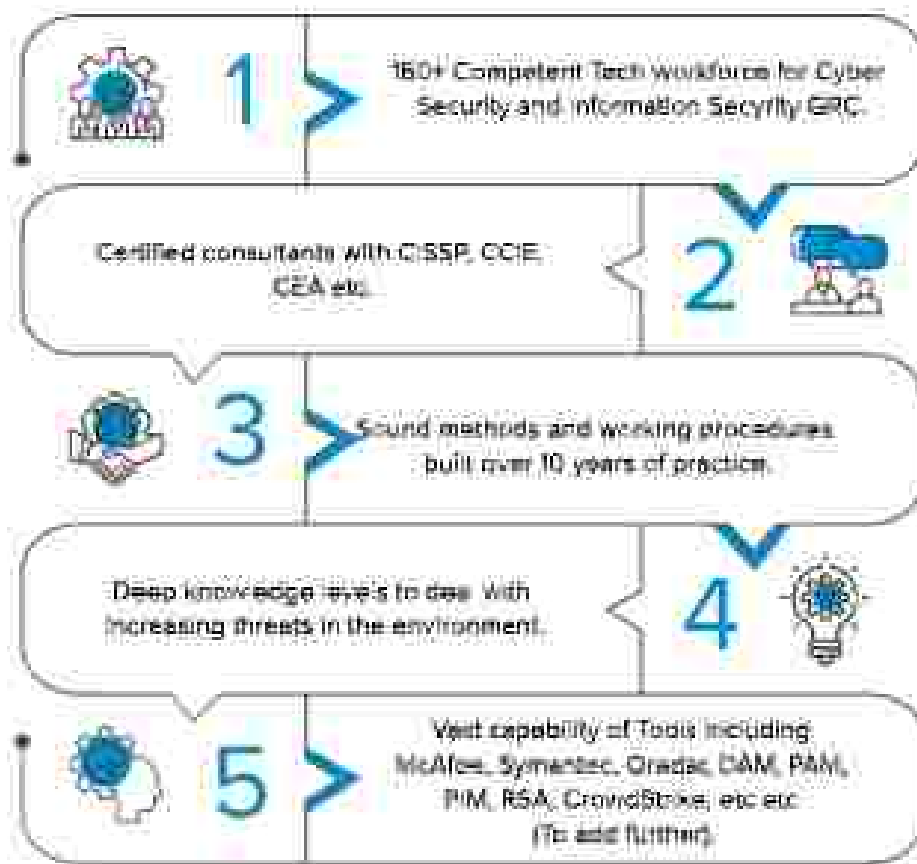 1
160+ Competent Tech workforce for Cyber
Security and Information Secyrity GRC.
2
Certified consultants with CISSP, CCIE,
CEA etc.
3
Sound methods and working procedures
built over 10 years of practice.
4
Deep knowledge levels to deal with
increasing threats in the environment.
5
Vast capability of Tools including
McAfee, Symantec, Qradar, DAM, PAM,
PIM, RSA, CrowdStrike, etc etc
(To add further)